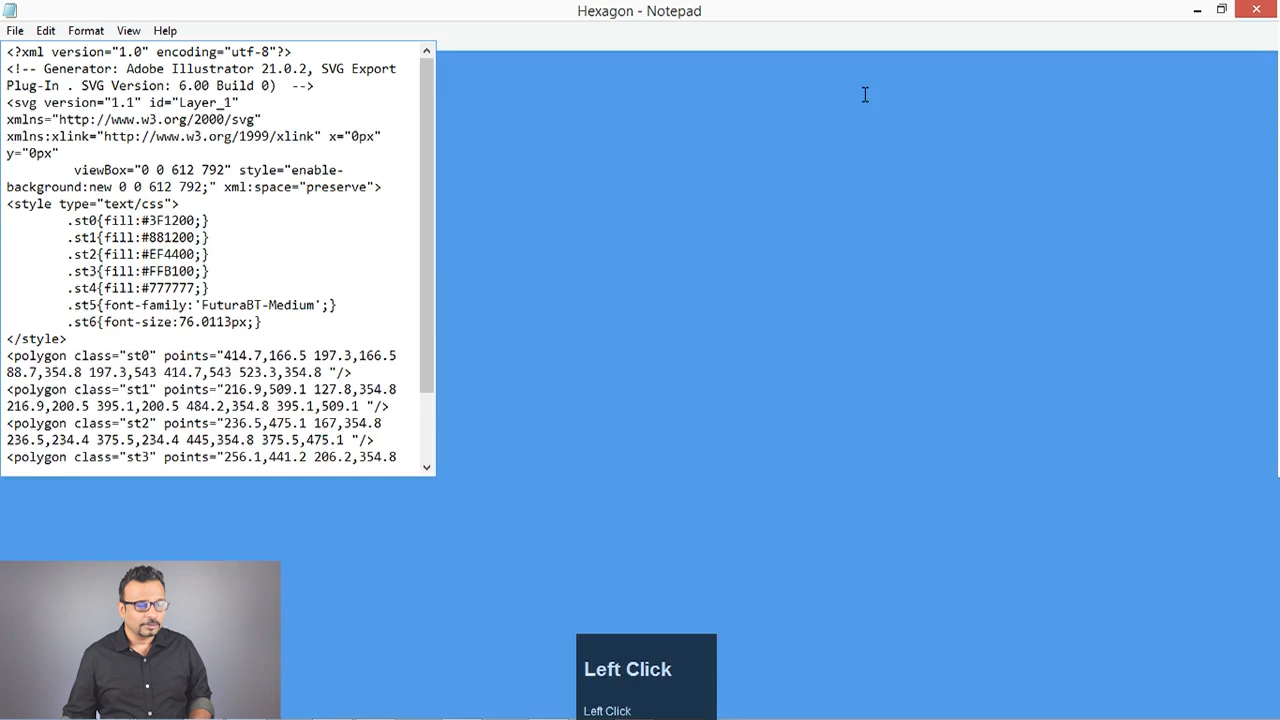 Hexagon - Notepad
File Edit Format View Help
<?xml version="1.0" encoding="utf-8"?>
<!-- Generator: Adobe Illustrator 21.0.2, SVG Export
Plug-In . SVG Version: 6.00 Build 0)  -->
<svg version="1.1" id="Layer_1"
xmlns="http://www.w3.org/2000/svg"
xmlns:xlink="http://www.w3.org/1999/xlink" x="0px"
y="0px"
viewBox="0 0 612 792" style="enable-
background:new 0 0 612 792;" xml:space="preserve">
<style type="text/css">
.st0{fill:#3F1200;}
.st1{fill:#881200;}
.st2{fill:#EF4400;}
.st3{fill:#FFB100;}
.st4{fill:#777777;}
.st5{font-family:'FuturaBT-Medium';}
.st6{font-size:76.0113px;}
</style>
<polygon class="st0" points="414.7,166.5 197.3,166.5
88.7,354.8 197.3,543 414.7,543 523.3,354.8 "/>
<polygon class="st1" points="216.9,509.1 127.8,354.8
216.9,200.5 395.1,200.5 484.2,354.8 395.1,509.1 "/>
<polygon class="st2" points="236.5,475.1 167,354.8
236.5,234.4 375.5,234.4 445,354.8 375.5,475.1 "/>
<polygon class="st3" points="256.1,441.2 206.2,354.8
Left Click
Left Click